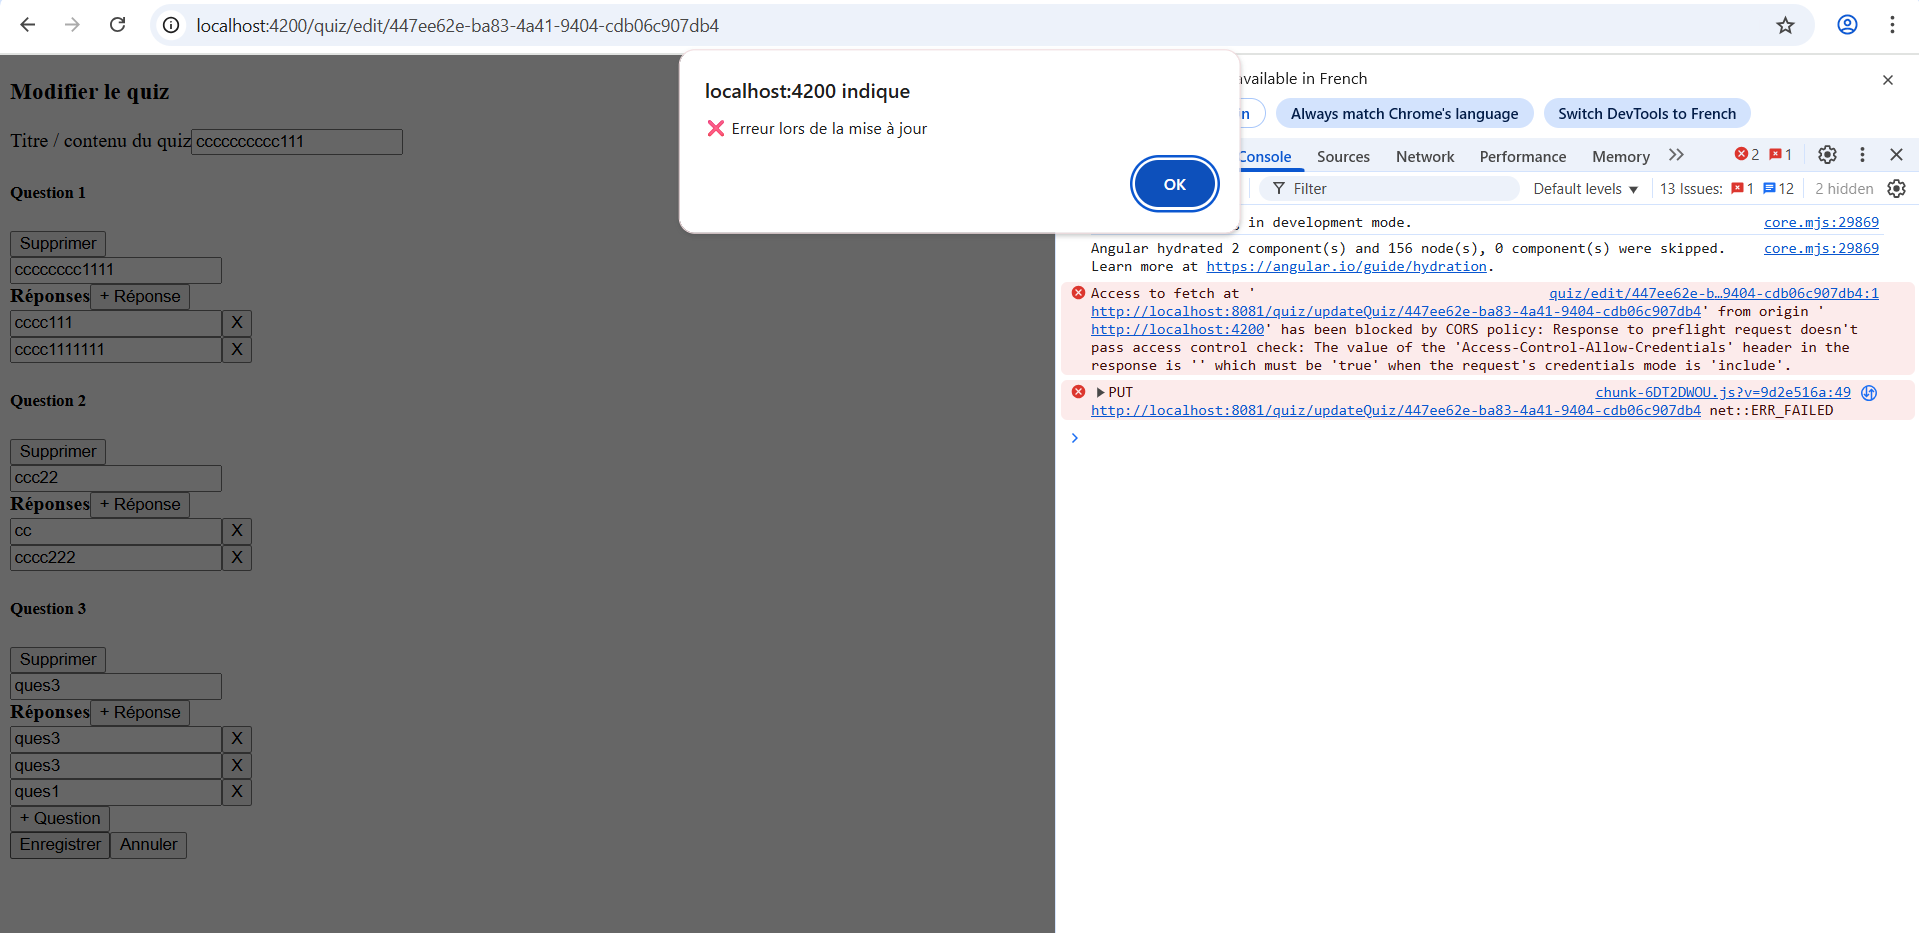 localhost:4200/quiz/edit/447ee62e-ba83-4a41-9404-cdb06c907db4
localhost:4200 indique
❌ Erreur lors de la mise à jour
OK
Modifier le quiz
Titre / contenu du quiz cccccccccc111
Question 1
Supprimer
cccccccc1111
Réponses + Réponse
cccc111 X
cccc1111111 X
Question 2
Supprimer
ccc22
Réponses + Réponse
cc X
cccc222 X
Question 3
Supprimer
ques3
Réponses + Réponse
ques3 X
ques3 X
ques1 X
+ Question
Enregistrer Annuler
available in French
Always match Chrome's language Switch DevTools to French
Console Sources Network Performance Memory 2 1
Filter Default levels ▼ 13 Issues: 1 12 2 hidden
in development mode. core.mjs:29869
Angular hydrated 2 component(s) and 156 node(s), 0 component(s) were skipped. core.mjs:29869
Learn more at https://angular.io/guide/hydration.
Access to fetch at ' quiz/edit/447ee62e-b…9404-cdb06c907db4:1
http://localhost:8081/quiz/updateQuiz/447ee62e-ba83-4a41-9404-cdb06c907db4' from origin '
http://localhost:4200' has been blocked by CORS policy: Response to preflight request doesn't
pass access control check: The value of the 'Access-Control-Allow-Credentials' header in the
response is '' which must be 'true' when the request's credentials mode is 'include'.
▶PUT chunk-6DT2DWOU.js?v=9d2e516a:49
http://localhost:8081/quiz/updateQuiz/447ee62e-ba83-4a41-9404-cdb06c907db4 net::ERR_FAILED